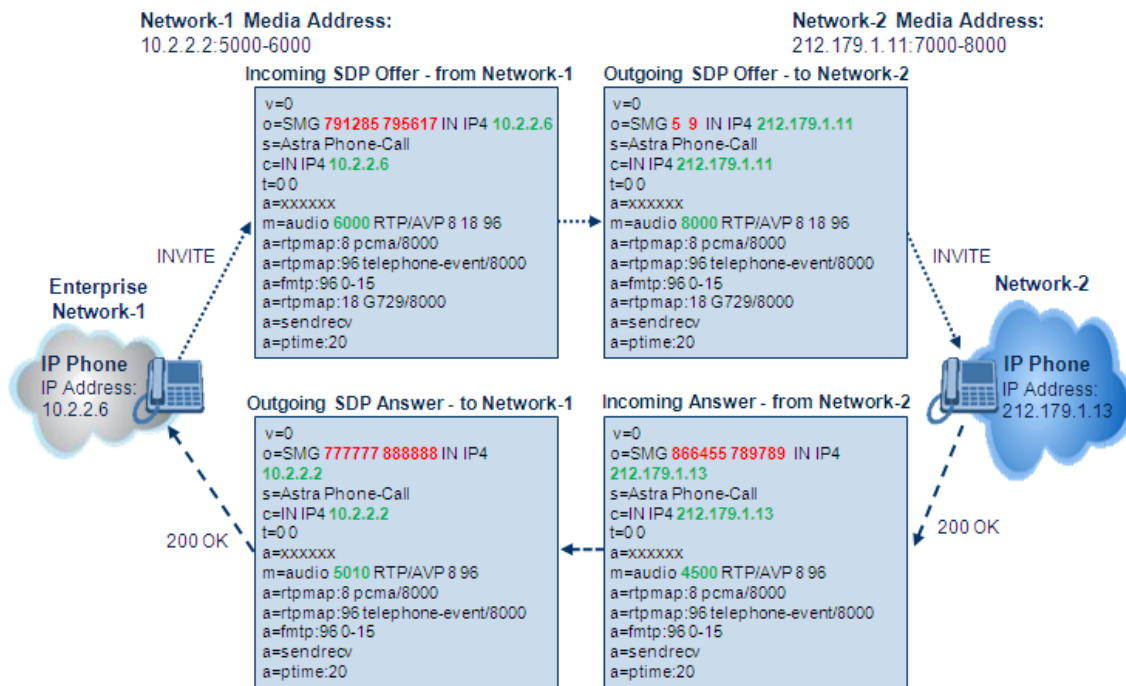 Network-1 Media Address:
10.2.2.2:5000-6000
Network-2 Media Address:
212.179.1.11:7000-8000
Incoming SDP Offer - from Network-1
v=0
o=SMG 791285 795617 IN IP4 10.2.2.6
s=Astra Phone-Call
c=IN IP4 10.2.2.6
t=0 0
a=xxxxxx
m=audio 6000 RTP/AVP 8 18 96
a=rtpmap:8 pcma/8000
a=rtpmap:96 telephone-event/8000
a=fmtp:96 0-15
a=rtpmap:18 G729/8000
a=sendrecv
a=ptime:20
Outgoing SDP Offer - to Network-2
v=0
o=SMG 5 9 IN IP4 212.179.1.11
s=Astra Phone-Call
c=IN IP4 212.179.1.11
t=0 0
a=xxxxxx
m=audio 8000 RTP/AVP 8 18 96
a=rtpmap:8 pcma/8000
a=rtpmap:96 telephone-event/8000
a=fmtp:96 0-15
a=rtpmap:18 G729/8000
a=sendrecv
a=ptime:20
INVITE
INVITE
Enterprise
Network-1
IP Phone
IP Address:
10.2.2.6
Network-2
IP Phone
IP Address:
212.179.1.13
Outgoing SDP Answer - to Network-1
v=0
o=SMG 777777 888888 IN IP4
10.2.2.2
s=Astra Phone-Call
c=IN IP4 10.2.2.2
t=0 0
a=xxxxxx
m=audio 5010 RTP/AVP 8 96
a=rtpmap:8 pcma/8000
a=rtpmap:96 telephone-event/8000
a=fmtp:96 0-15
a=sendrecv
a=ptime:20
Incoming Answer - from Network-2
v=0
o=SMG 866455 789789 IN IP4
212.179.1.13
s=Astra Phone-Call
c=IN IP4 212.179.1.13
t=0 0
a=xxxxxx
m=audio 4500 RTP/AVP 8 96
a=rtpmap:8 pcma/8000
a=rtpmap:96 telephone-event/8000
a=fmtp:96 0-15
a=sendrecv
a=ptime:20
200 OK
200 OK